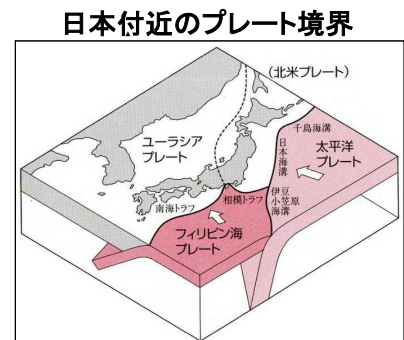 日本付近のプレート境界
(北米プレート)
千島海溝
ユーラシア
プレート
日本海溝
太平洋
プレート
南海トラフ
相模トラフ
伊豆
小笠原
海溝
フィリピン海
プレート